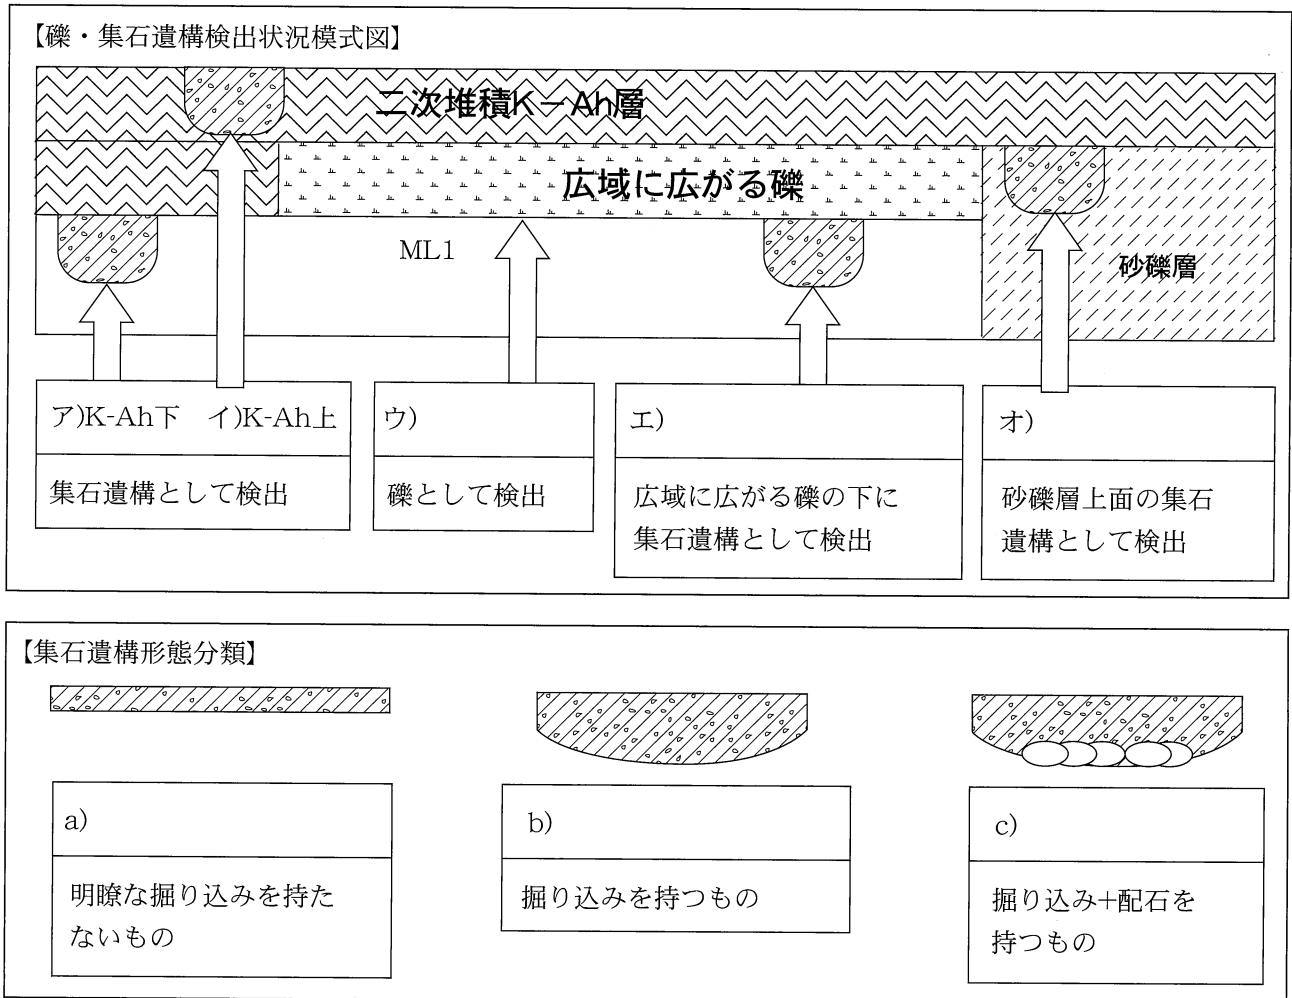 【礫・集石遺構検出状況模式図】
二次堆積K－Ah層
広域に広がる礫
ML1
砂礫層
ア)K-Ah下　イ)K-Ah上
集石遺構として検出
ウ)
礫として検出
エ)
広域に広がる礫の下に
集石遺構として検出
オ)
砂礫層上面の集石
遺構として検出
【集石遺構形態分類】
a)
明瞭な掘り込みを持た
ないもの
b)
掘り込みを持つもの
c)
掘り込み+配石を
持つもの